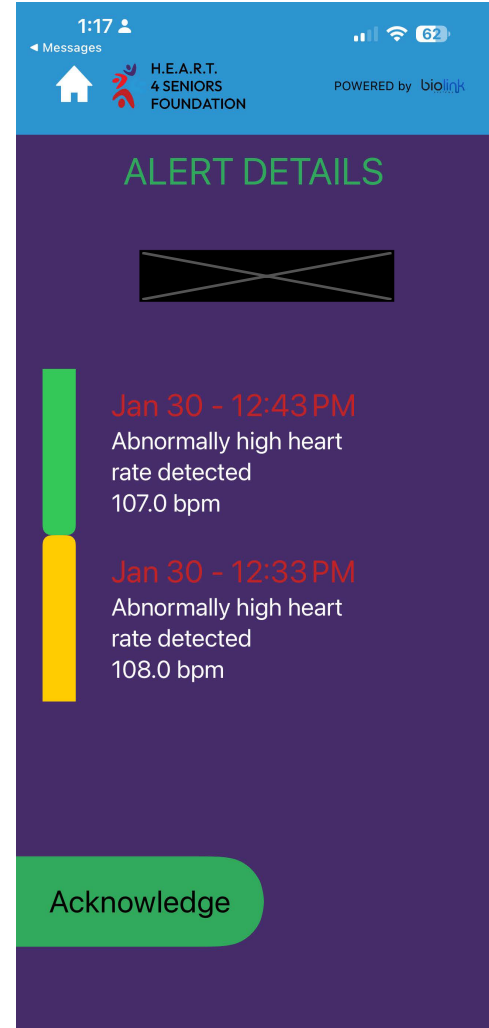 1:17
62
Messages
H.E.A.R.T.
4 SENIORS
FOUNDATION
POWERED by biolink
ALERT DETAILS
Jan 30 - 12:43 PM
Abnormally high heart
rate detected
107.0 bpm
Jan 30 - 12:33 PM
Abnormally high heart
rate detected
108.0 bpm
Acknowledge